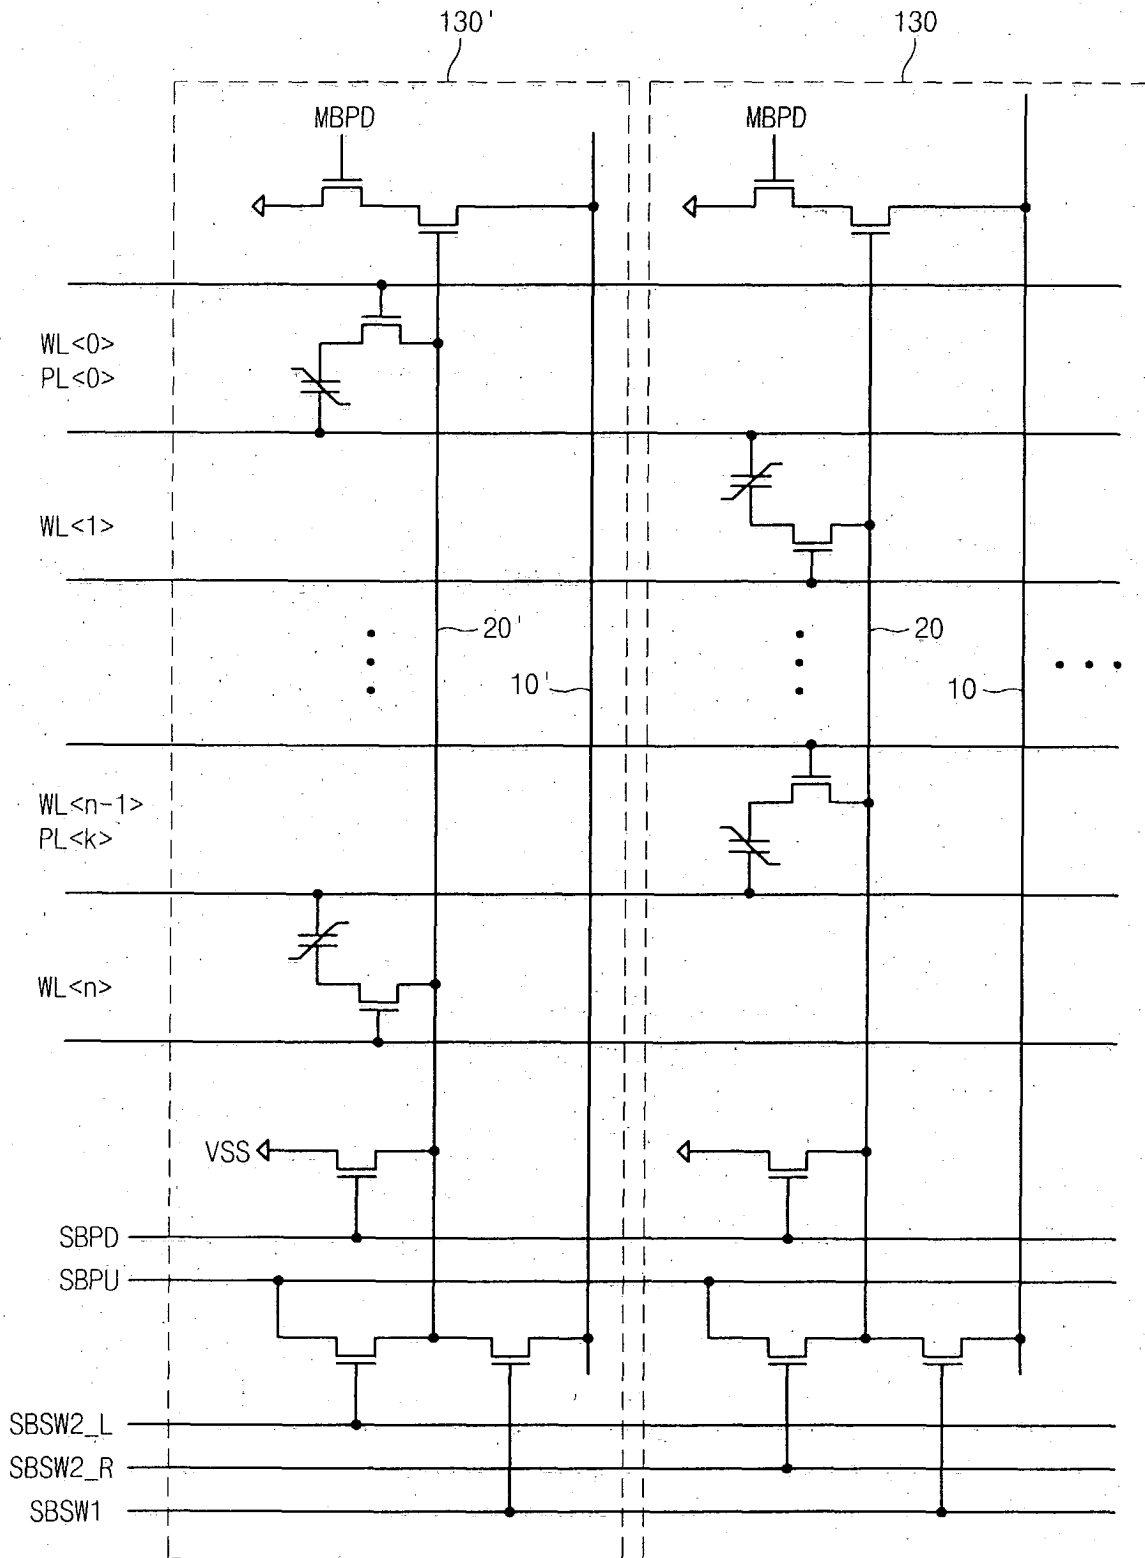 130'
130
MBPD
MBPD
WL<0>
PL<0>
WL<1>
20'
20
10'
10
WL<n-1>
PL<k>
WL<n>
VSS
SBPD
SBPU
SBSW2_L
SBSW2_R
SBSW1